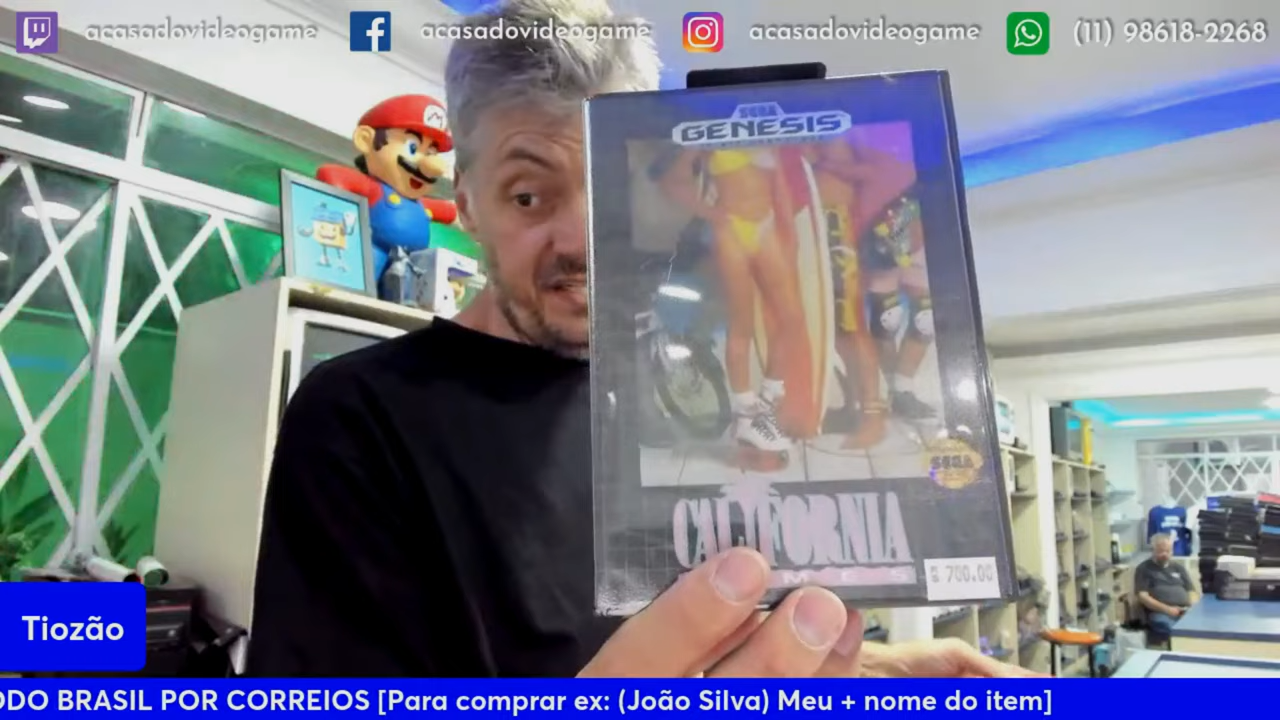 acasadovideogame acasadovideogame acasadovideogame (11) 98618-2268
SEGA
GENESIS
SEGA
CALIFORNIA
700.00
Tiozão
ODO BRASIL POR CORREIOS [Para comprar ex: (João Silva) Meu + nome do item]